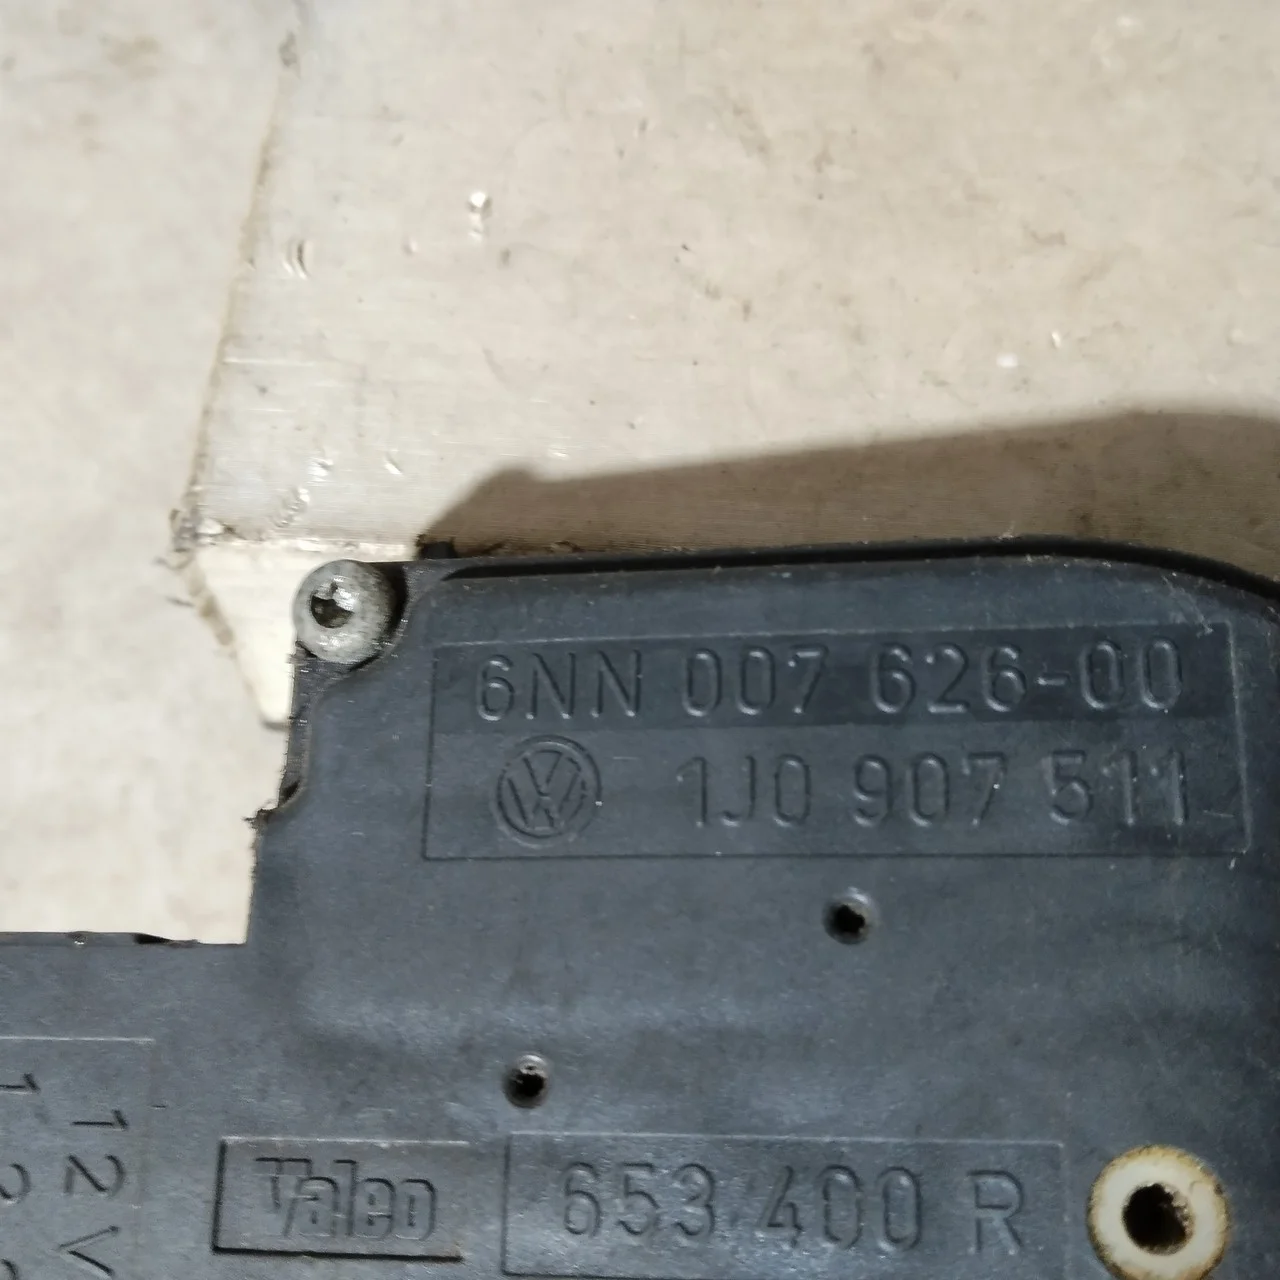 6NN 007 626-00
1J0 907 511
Valeo 653 400 R
12V